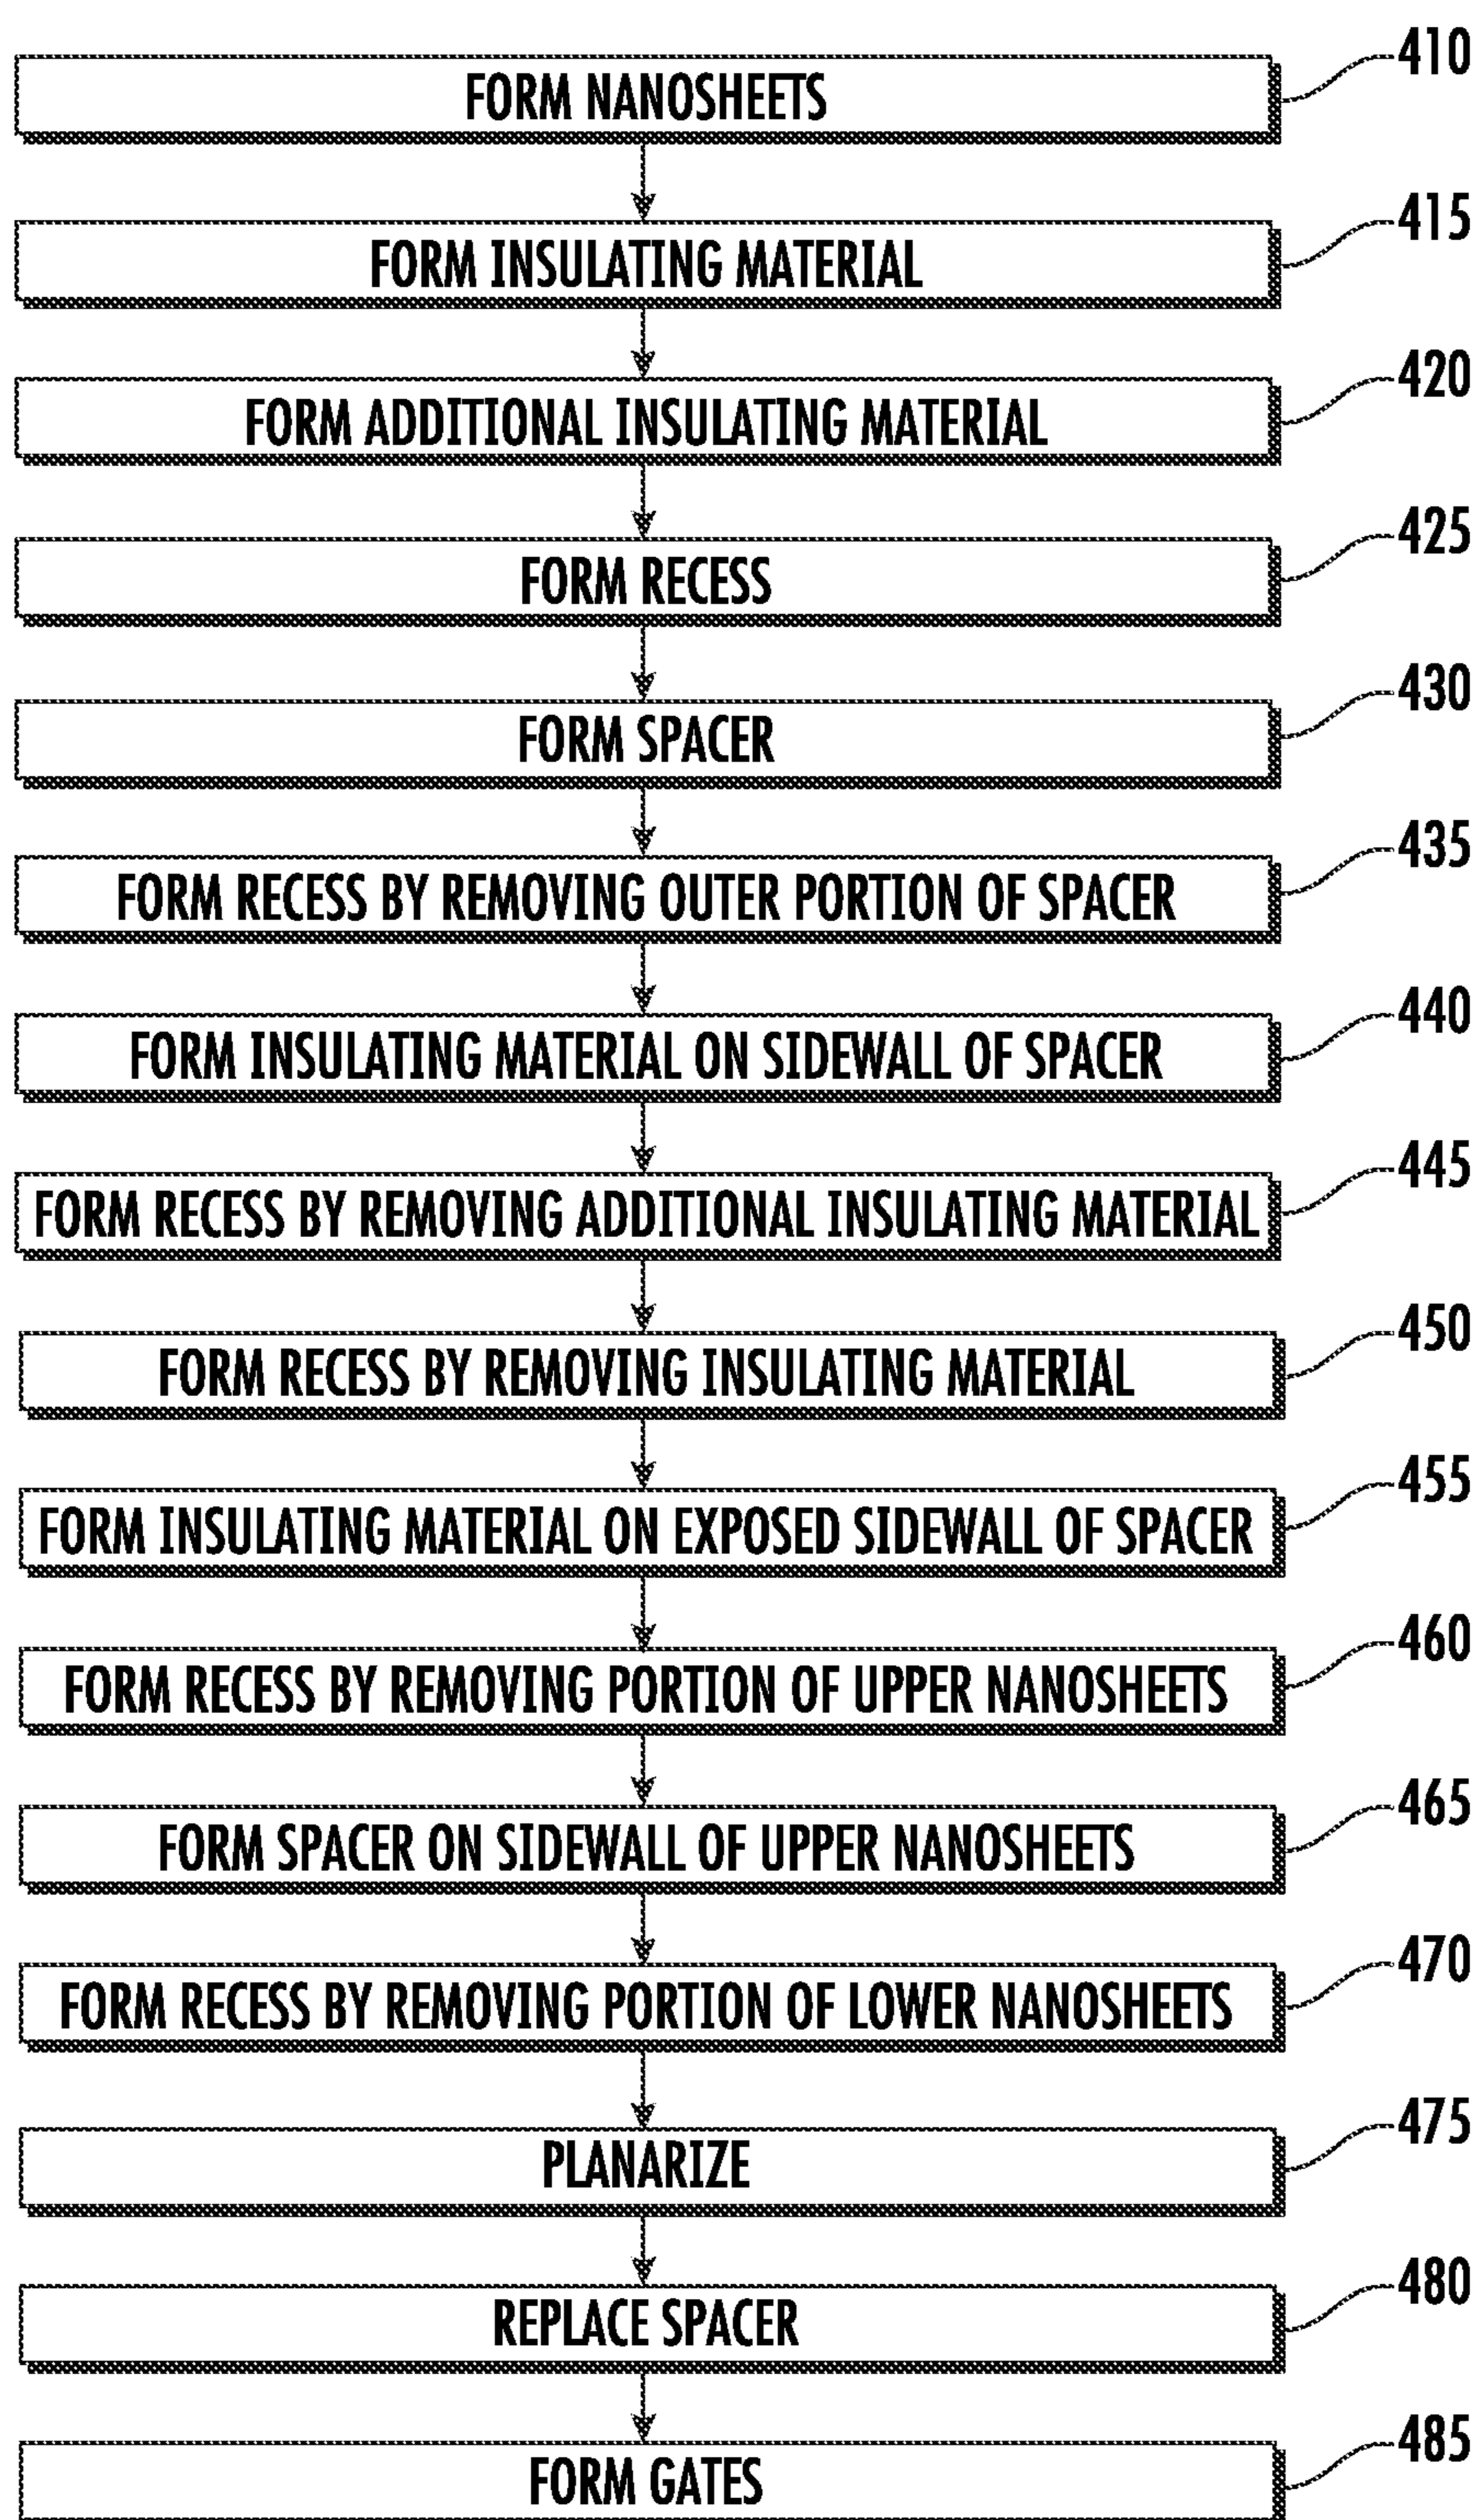 410
FORM NANOSHEETS
415
FORM INSULATING MATERIAL
420
FORM ADDITIONAL INSULATING MATERIAL
425
FORM RECESS
430
FORM SPACER
435
FORM RECESS BY REMOVING OUTER PORTION OF SPACER
440
FORM INSULATING MATERIAL ON SIDEWALL OF SPACER
445
FORM RECESS BY REMOVING ADDITIONAL INSULATING MATERIAL
450
FORM RECESS BY REMOVING INSULATING MATERIAL
455
FORM INSULATING MATERIAL ON EXPOSED SIDEWALL OF SPACER
460
FORM RECESS BY REMOVING PORTION OF UPPER NANOSHEETS
465
FORM SPACER ON SIDEWALL OF UPPER NANOSHEETS
470
FORM RECESS BY REMOVING PORTION OF LOWER NANOSHEETS
475
PLANARIZE
480
REPLACE SPACER
485
FORM GATES